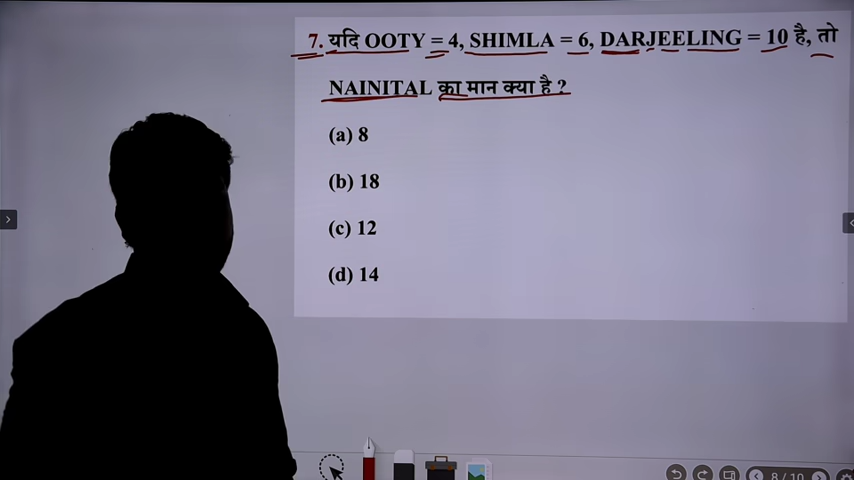 7. यदि OOTY = 4, SHIMLA = 6, DARJEELING = 10 है, तो
NAINITAL का मान क्या है ?
(a) 8
(b) 18
(c) 12
(d) 14
8 / 10